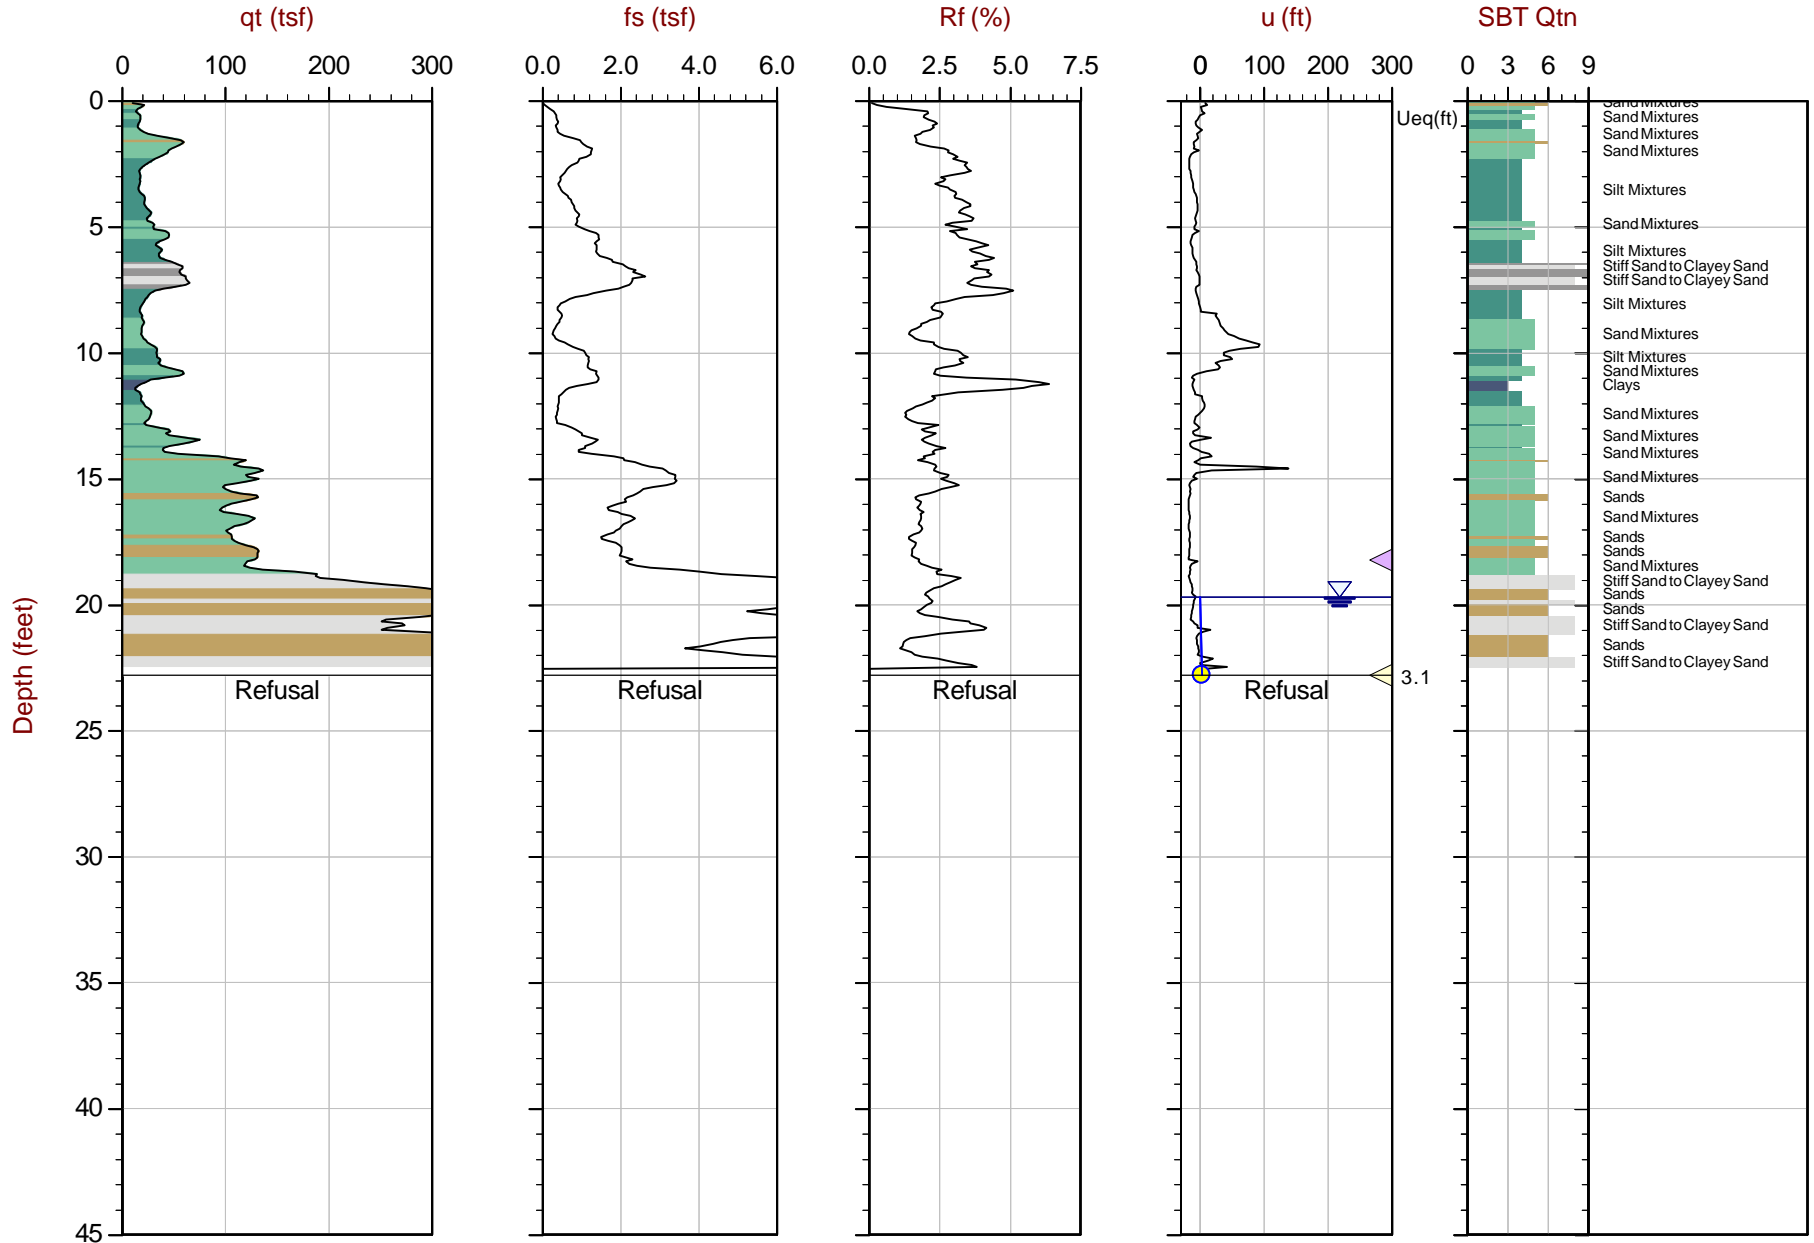 qt (tsf)
fs (tsf)
Rf (%)
u (ft)
SBT Qtn
0 100 200 300
0.0 2.0 4.0 6.0
0.0 2.5 5.0 7.5
0 100 200 300
0 3 6 9
0
5
10
15
20
25
30
35
40
45
Depth (feet)
Refusal
Refusal
Refusal
Refusal
Ueq(ft)
3.1
0
Sand Mixtures
Sand Mixtures
Sand Mixtures
Sand Mixtures
Silt Mixtures
Sand Mixtures
Silt Mixtures
Stiff Sand to Clayey Sand
Stiff Sand to Clayey Sand
Silt Mixtures
Sand Mixtures
Silt Mixtures
Sand Mixtures
Clays
Sand Mixtures
Sand Mixtures
Sand Mixtures
Sand Mixtures
Sands
Sand Mixtures
Sands
Sands
Sand Mixtures
Stiff Sand to Clayey Sand
Sands
Sands
Stiff Sand to Clayey Sand
Sands
Stiff Sand to Clayey Sand